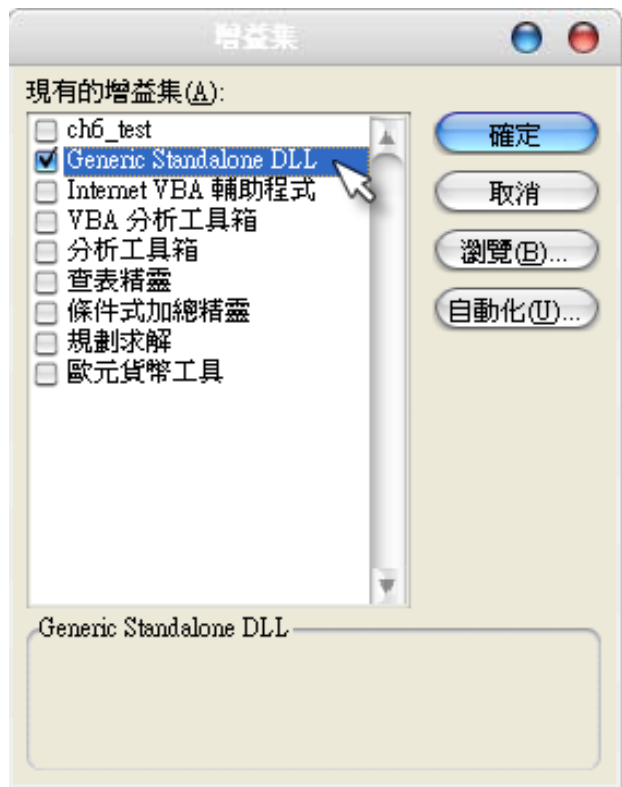 增益集
現有的增益集(A):
ch6_test
Generic Standalone DLL
Internet VBA 輔助程式
VBA 分析工具箱
分析工具箱
查表精靈
條件式加總精靈
規劃求解
歐元貨幣工具
確定
取消
瀏覽(B)...
自動化(U)...
Generic Standalone DLL